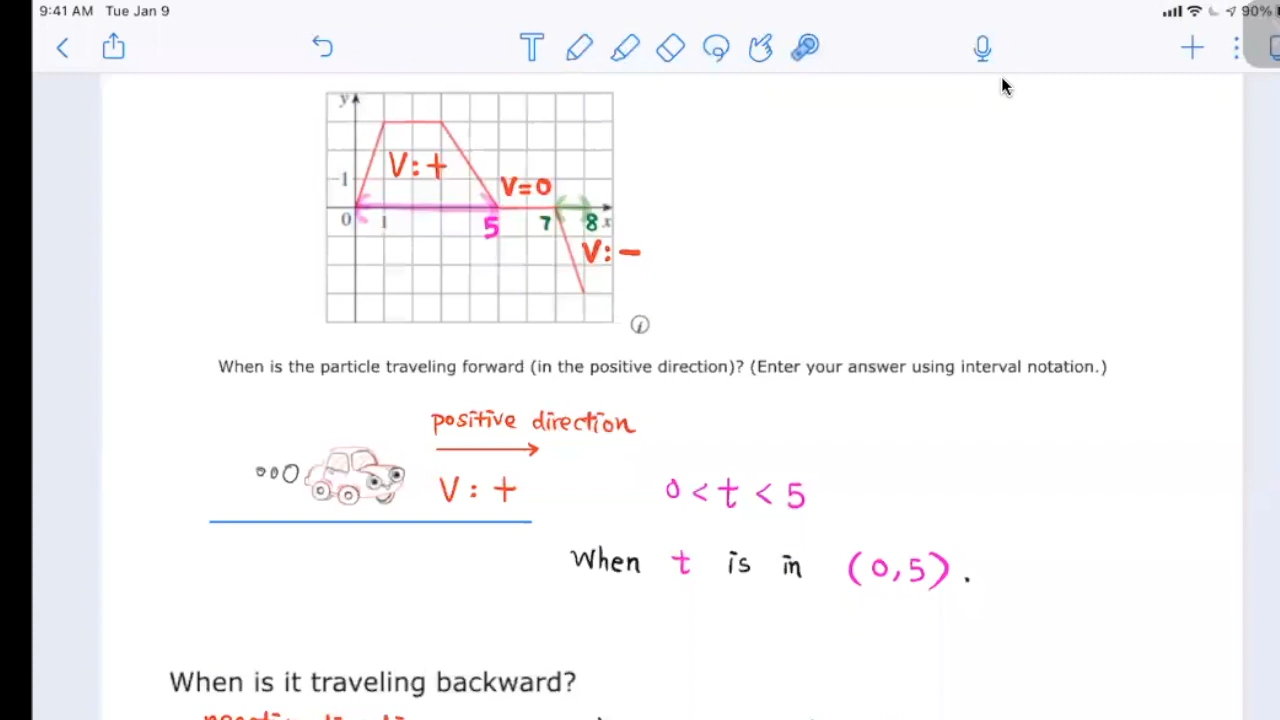 9:41 AM Tue Jan 9 90%
T
y
V:+
1
V=0
0 1 5 7 8 x
V:-
i
When is the particle traveling forward (in the positive direction)? (Enter your answer using interval notation.)
positive direction
V:+
0<t<5
When t is in (0,5).
When is it traveling backward?